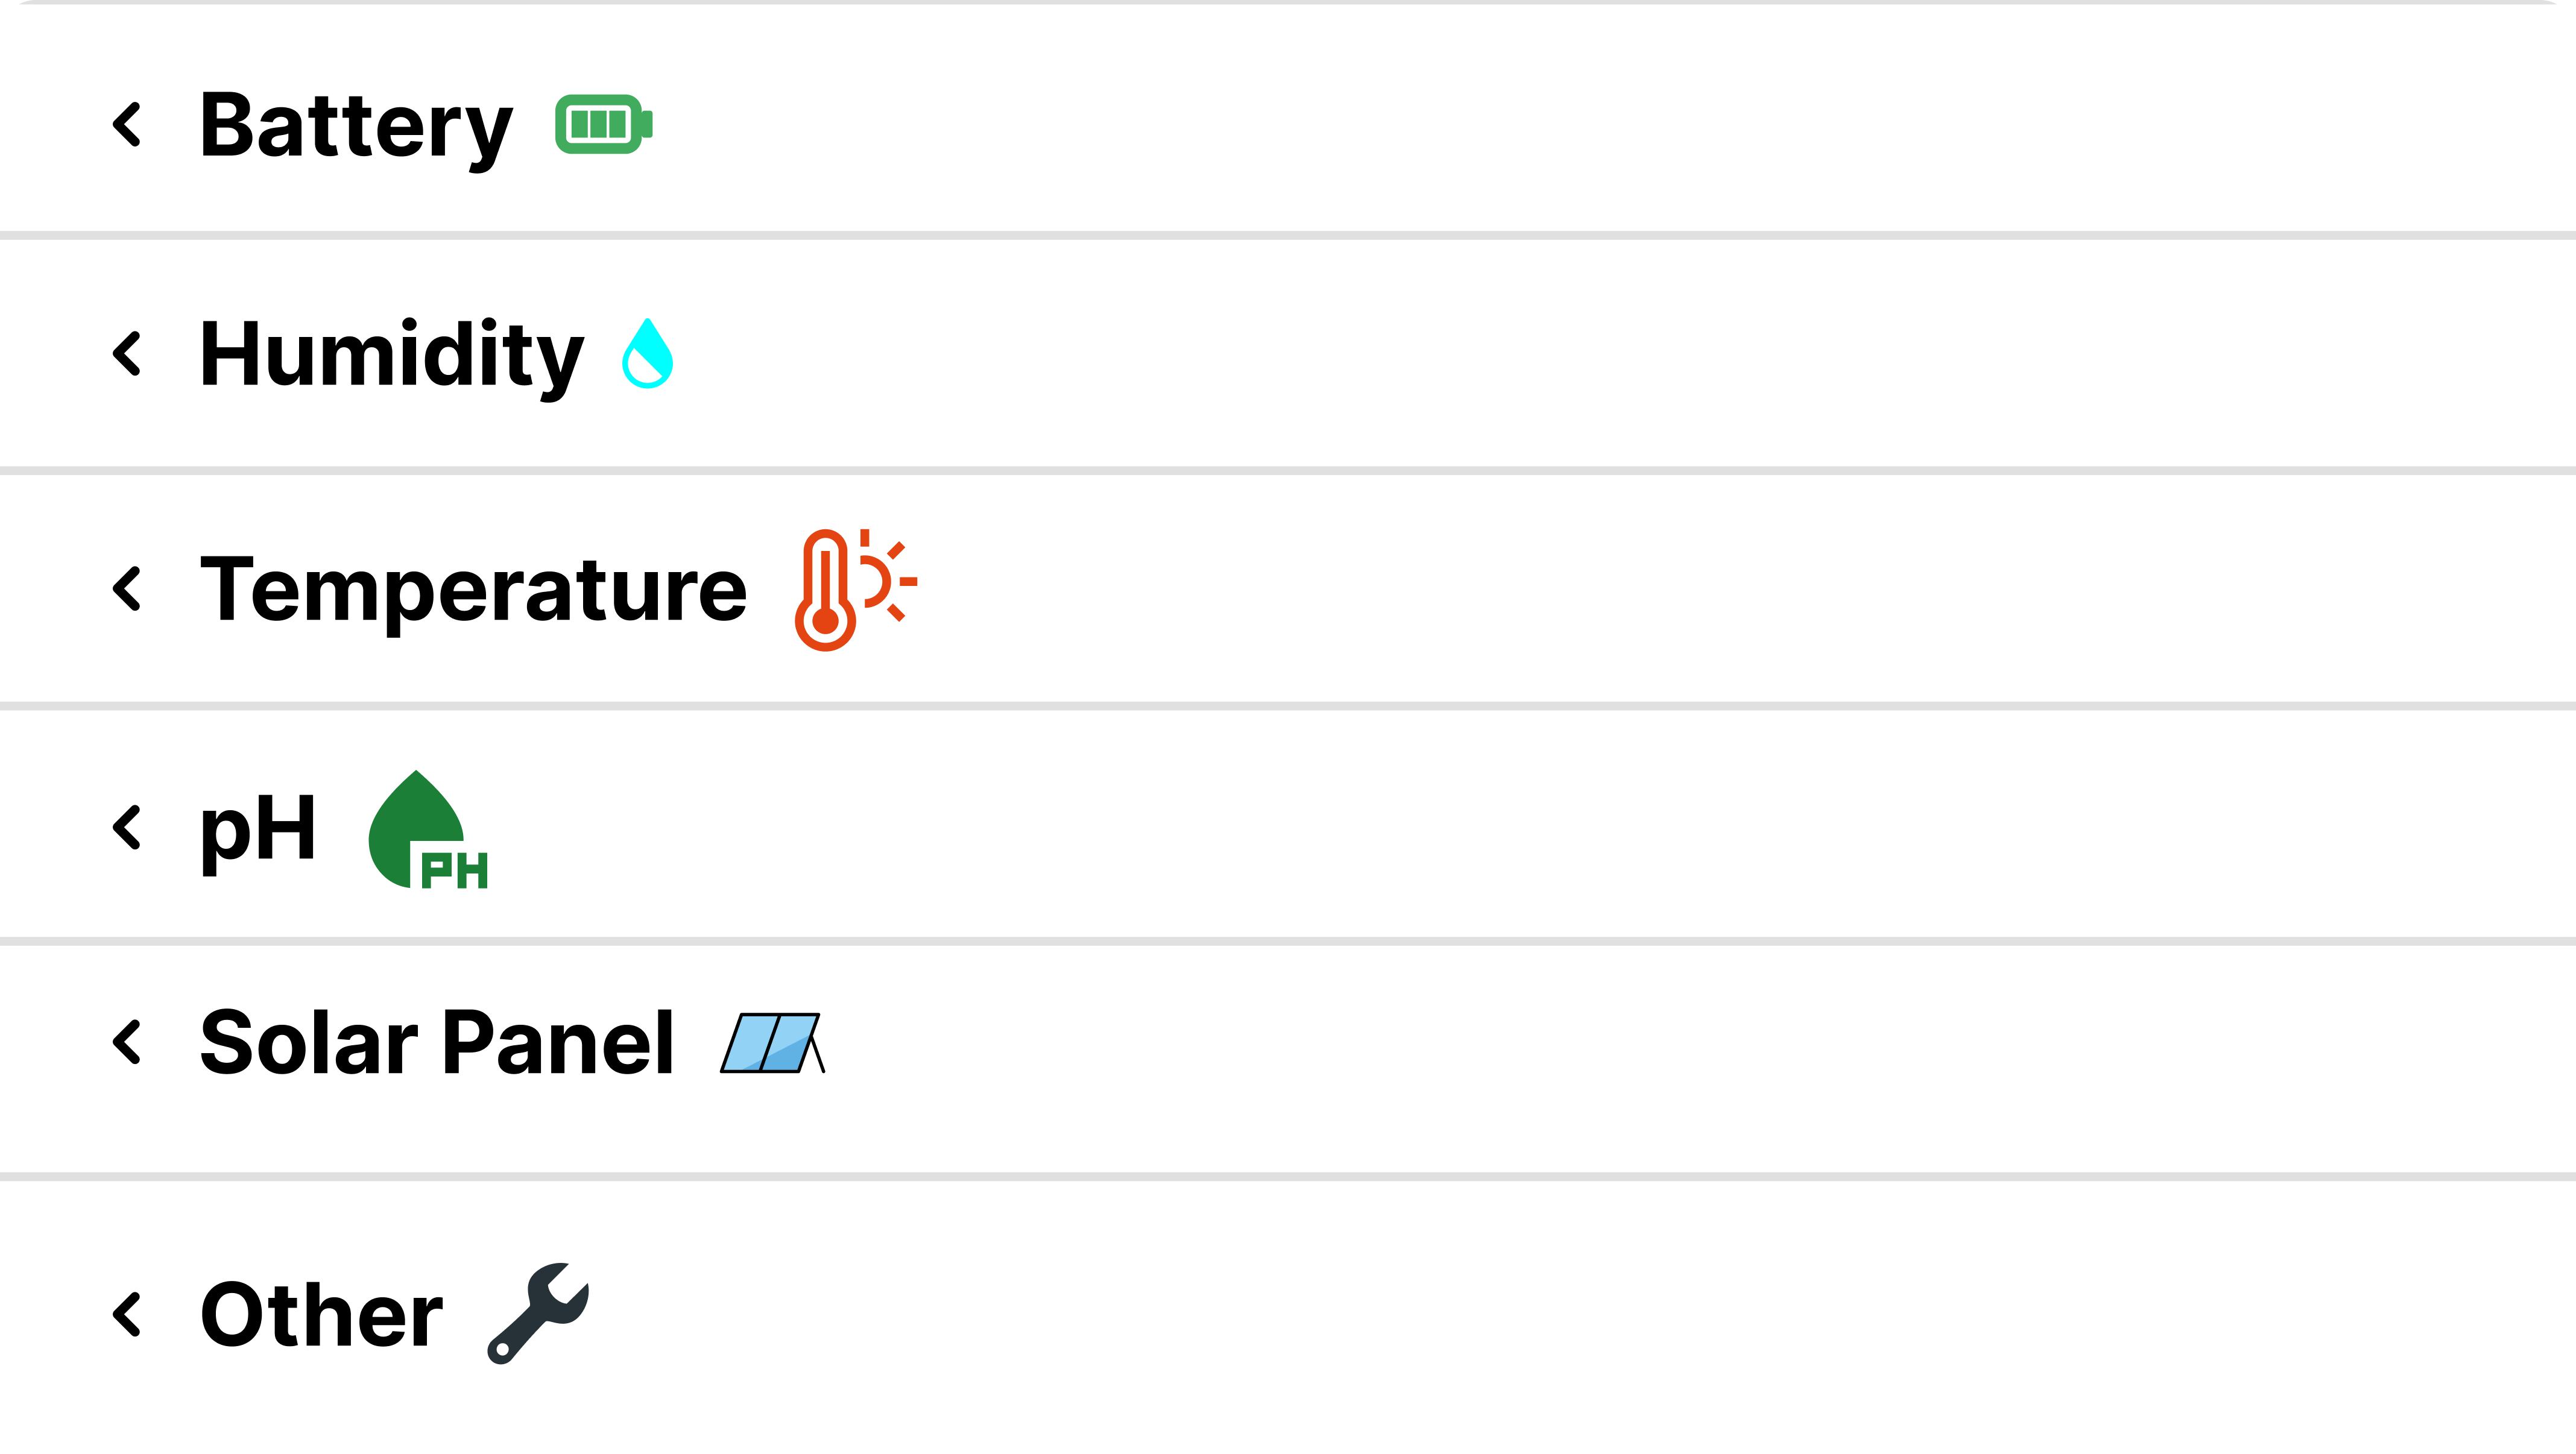 Battery
Humidity
Temperature
pH
PH
Solar Panel
Other